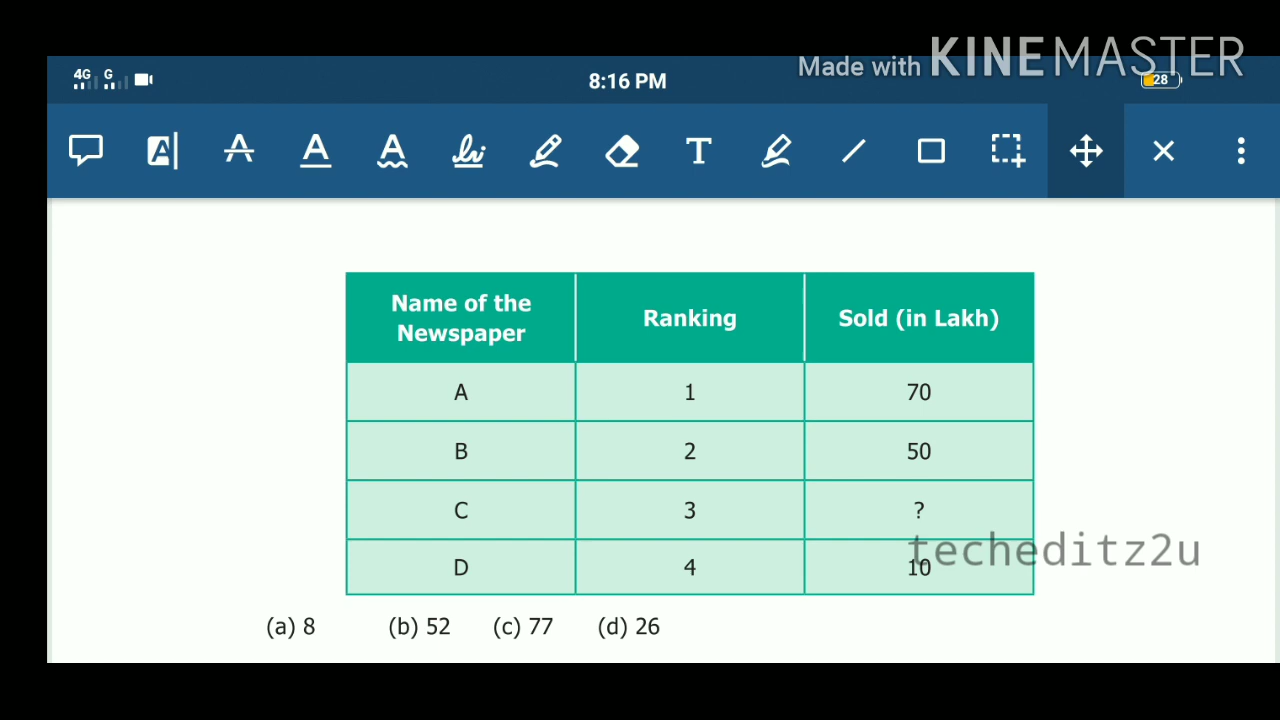 Made with KINEMASTER
4G G 8:16 PM 28
Name of the Newspaper Ranking Sold (in Lakh)
A 1 70
B 2 50
C 3 ?
D 4 10
techeditz2u
(a) 8 (b) 52 (c) 77 (d) 26